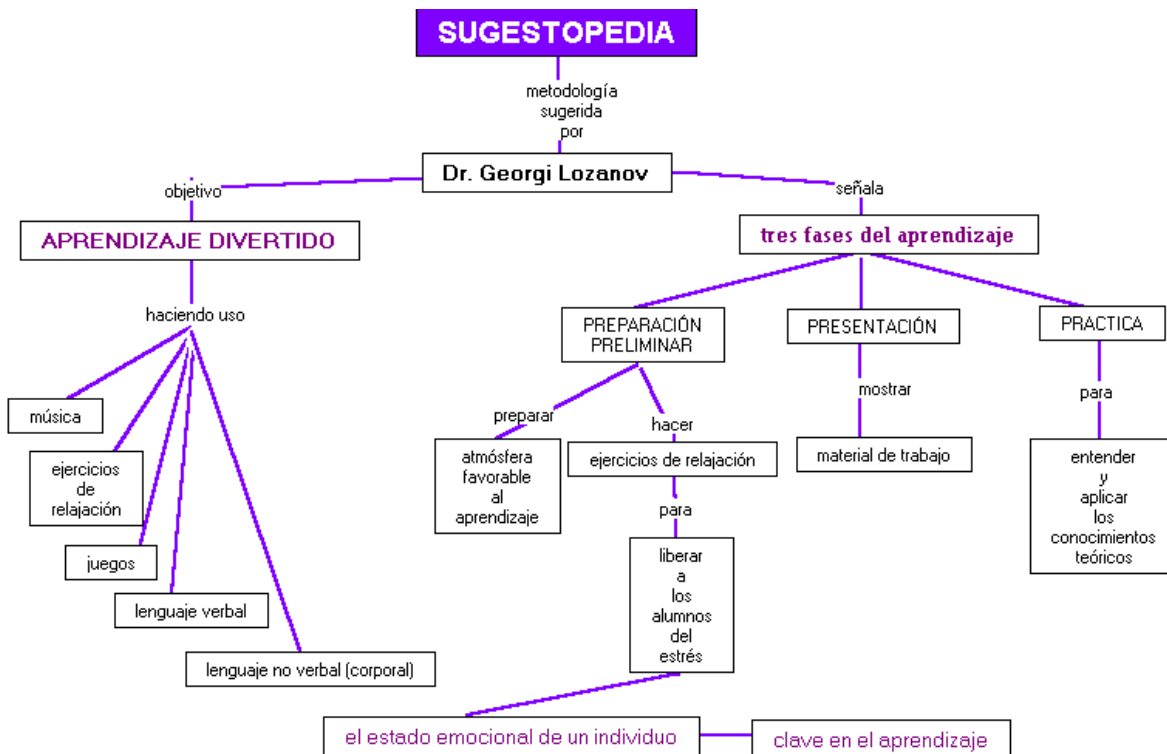 SUGESTOPEDIA
metodología
sugerida
por
Dr. Georgi Lozanov
objetivo
señala
APRENDIZAJE DIVERTIDO
tres fases del aprendizaje
haciendo uso
música
ejercicios
de
relajación
juegos
lenguaje verbal
lenguaje no verbal (corporal)
PREPARACIÓN
PRELIMINAR
PRESENTACIÓN
PRACTICA
preparar
hacer
mostrar
para
atmósfera
favorable
al
aprendizaje
ejercicios de relajación
material de trabajo
entender
y
aplicar
los
conocimientos
teóricos
para
liberar
a
los
alumnos
del
estrés
el estado emocional de un individuo
clave en el aprendizaje